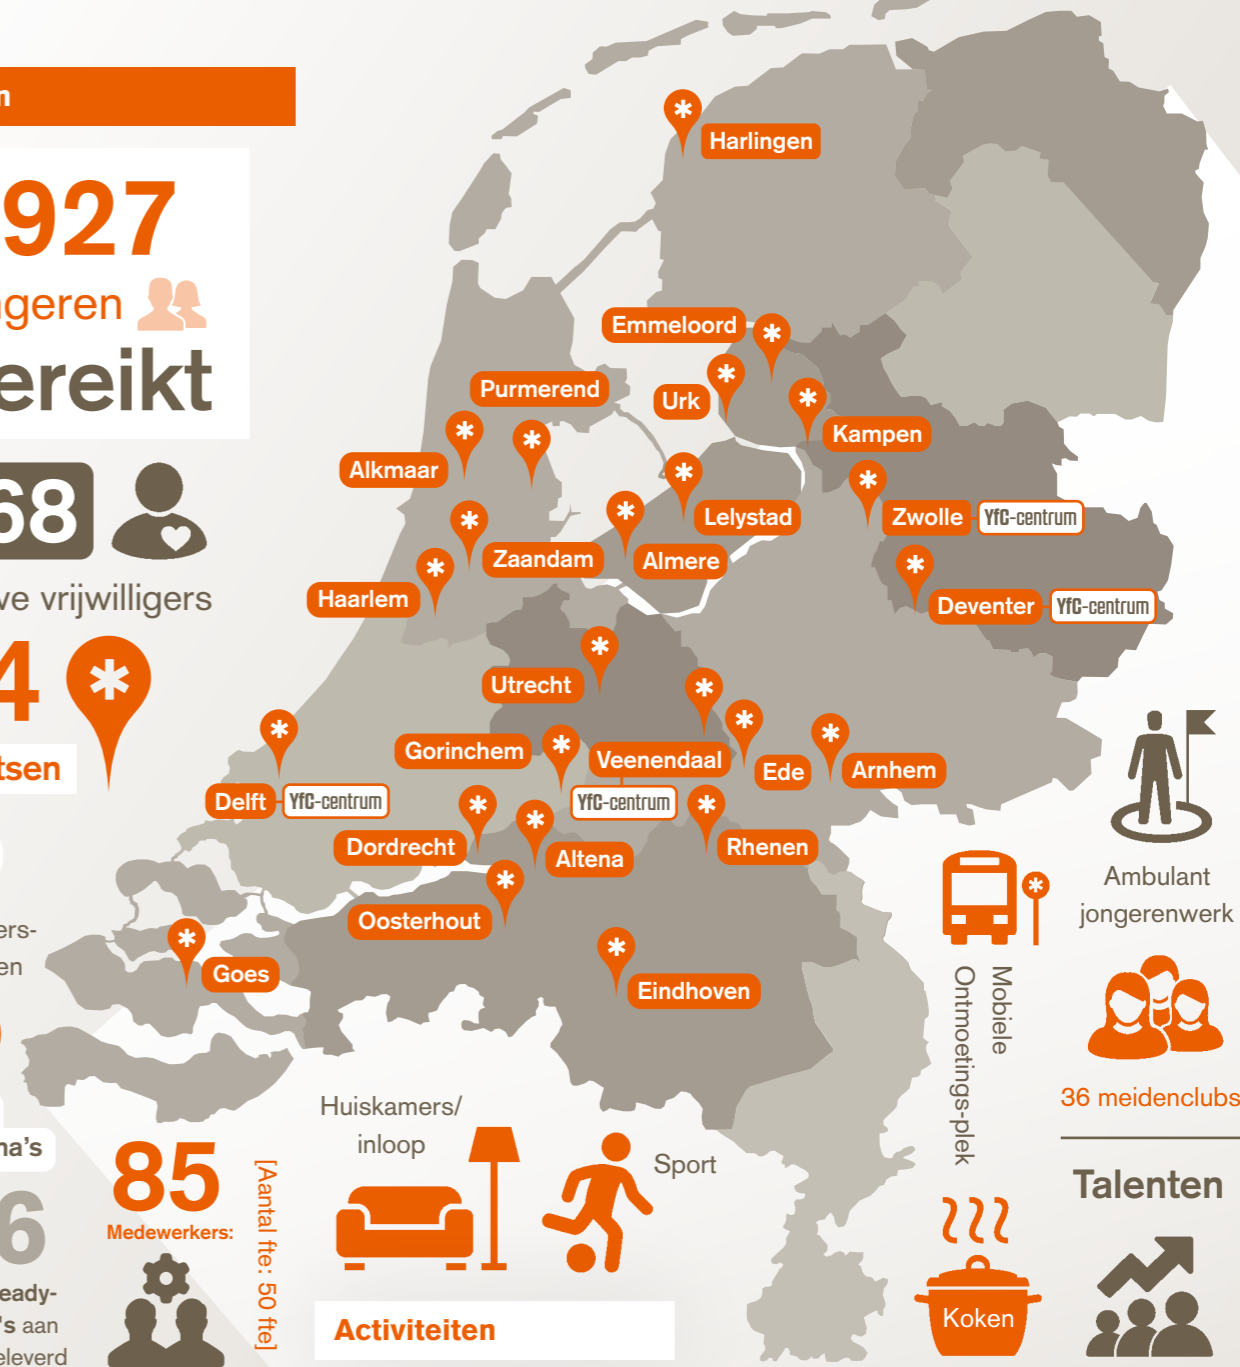 n
927
geren
ereikt
68
ve vrijwilligers
4
tsen
ers-
en
na's
6
eady-
's aan
eleverd
85
Medewerkers:
[Aantal fte: 50 fte]
Harlingen
Emmeloord
Purmerend
Urk
Kampen
Alkmaar
Lelystad
Zwolle
YfC-centrum
Zaandam
Almere
Haarlem
Deventer
YfC-centrum
Utrecht
Gorinchem
Veenendaal
YfC-centrum
Ede
Arnhem
Delft
YfC-centrum
Dordrecht
Altena
Rhenen
Oosterhout
Goes
Eindhoven
Huiskamers/
inloop
Sport
Activiteiten
Mobiele
Ontmoetings-plek
Koken
Ambulant
jongerenwerk
36 meidenclubs
Talenten